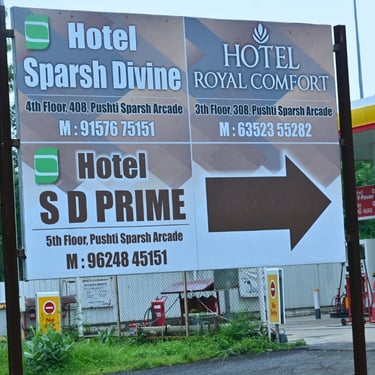 Hotel
Sparsh Divine
4th Floor, 408, Pushti Sparsh Arcade
M : 91576 75151
HOTEL
ROYAL COMFORT
3th Floor, 308, Pushti Sparsh Arcade
M : 63523 55282
Hotel
S D PRIME
5th Floor, Pushti Sparsh Arcade
M : 96248 45151